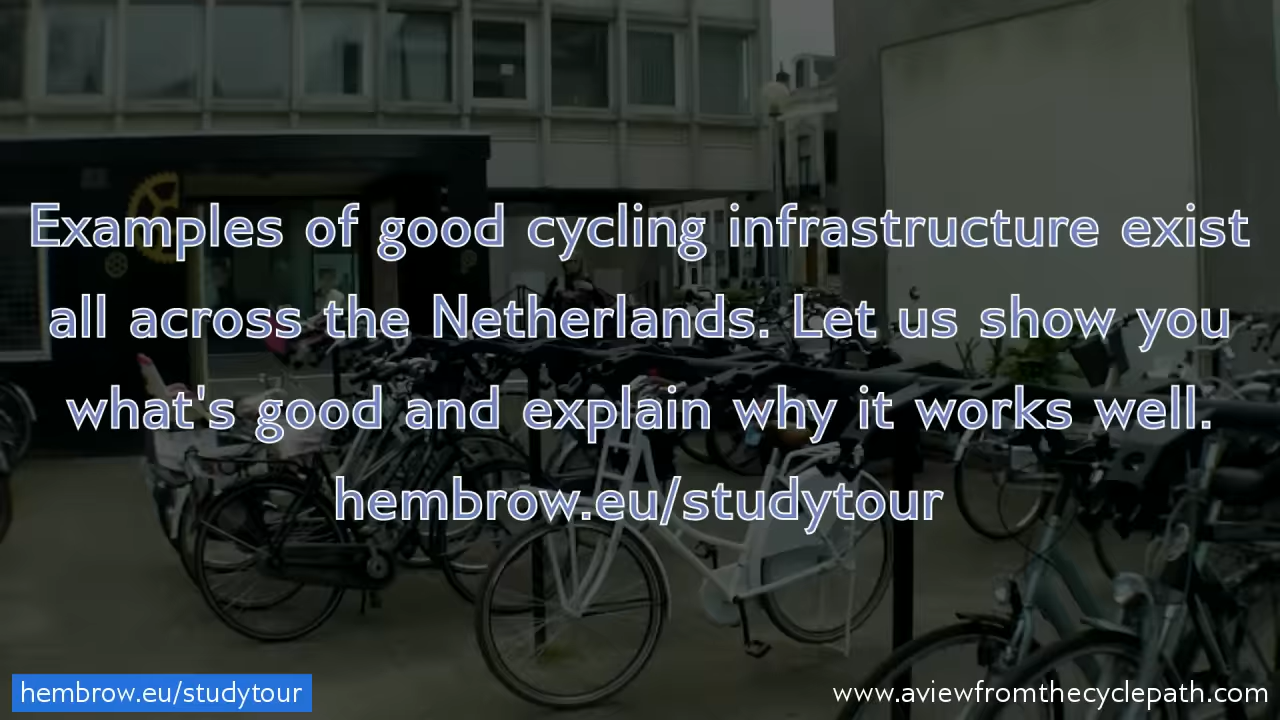 Examples of good cycling infrastructure exist
all across the Netherlands. Let us show you
what's good and explain why it works well.
hembrow.eu/studytour
hembrow.eu/studytour
www.aviewfromthecyclepath.com